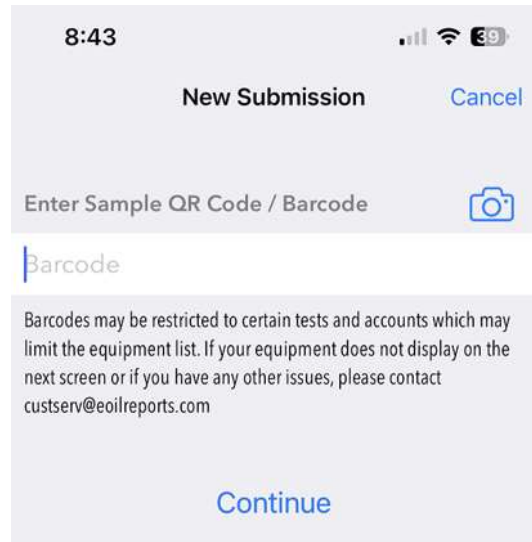 8:43
39
New Submission
Cancel
Enter Sample QR Code / Barcode
Barcode
Barcodes may be restricted to certain tests and accounts which may
limit the equipment list. If your equipment does not display on the
next screen or if you have any other issues, please contact
custserv@eoilreports.com
Continue